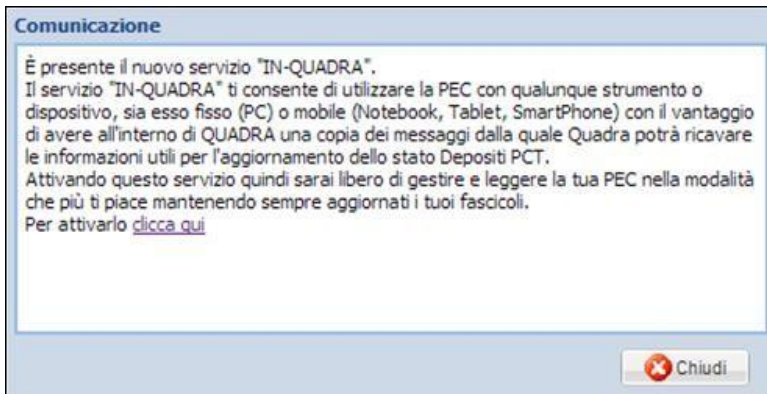 Comunicazione
È presente il nuovo servizio "IN-QUADRA".
Il servizio "IN-QUADRA" ti consente di utilizzare la PEC con qualunque strumento o
dispositivo, sia esso fisso (PC) o mobile (Notebook, Tablet, SmartPhone) con il vantaggio
di avere all'interno di QUADRA una copia dei messaggi dalla quale Quadra potrà ricavare
le informazioni utili per l'aggiornamento dello stato Depositi PCT.
Attivando questo servizio quindi sarai libero di gestire e leggere la tua PEC nella modalità
che più ti piace mantenendo sempre aggiornati i tuoi fascicoli.
Per attivarlo clicca qui
Chiudi